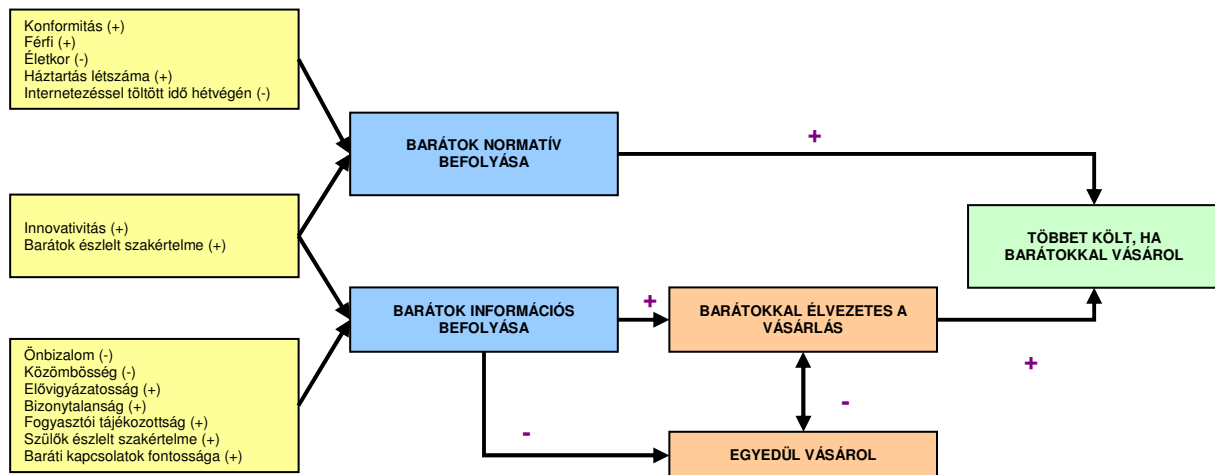 Konformitás (+)
Férfi (+)
Életkor (-)
Háztartás létszáma (+)
Internetezéssel töltött idő hétvégén (-)
BARÁTOK NORMATÍV
BEFOLYÁSA
+
Innovativitás (+)
Barátok észlelt szakértelme (+)
TÖBBET KÖLT, HA
BARÁTOKKAL VÁSÁROL
BARÁTOK INFORMÁCIÓS
BEFOLYÁSA
+
BARÁTOKKAL ÉLVEZETES A
VÁSÁRLÁS
+
Önbizalom (-)
Közömbösség (-)
Elővigyázatosság (+)
Bizonytalanság (+)
Fogyasztói tájékozottság (+)
Szülők észlelt szakértelme (+)
Baráti kapcsolatok fontossága (+)
-
-
EGYEDÜL VÁSÁROL